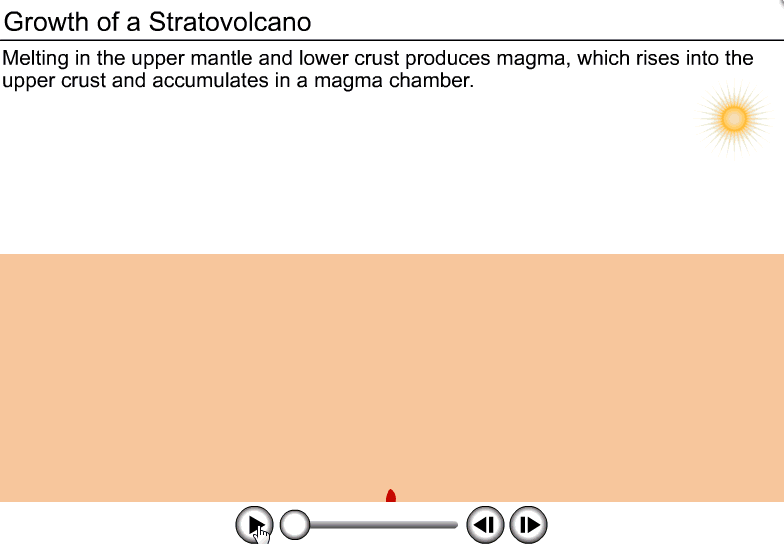 Growth of a Stratovolcano
Melting in the upper mantle and lower crust produces magma, which rises into the
upper crust and accumulates in a magma chamber.